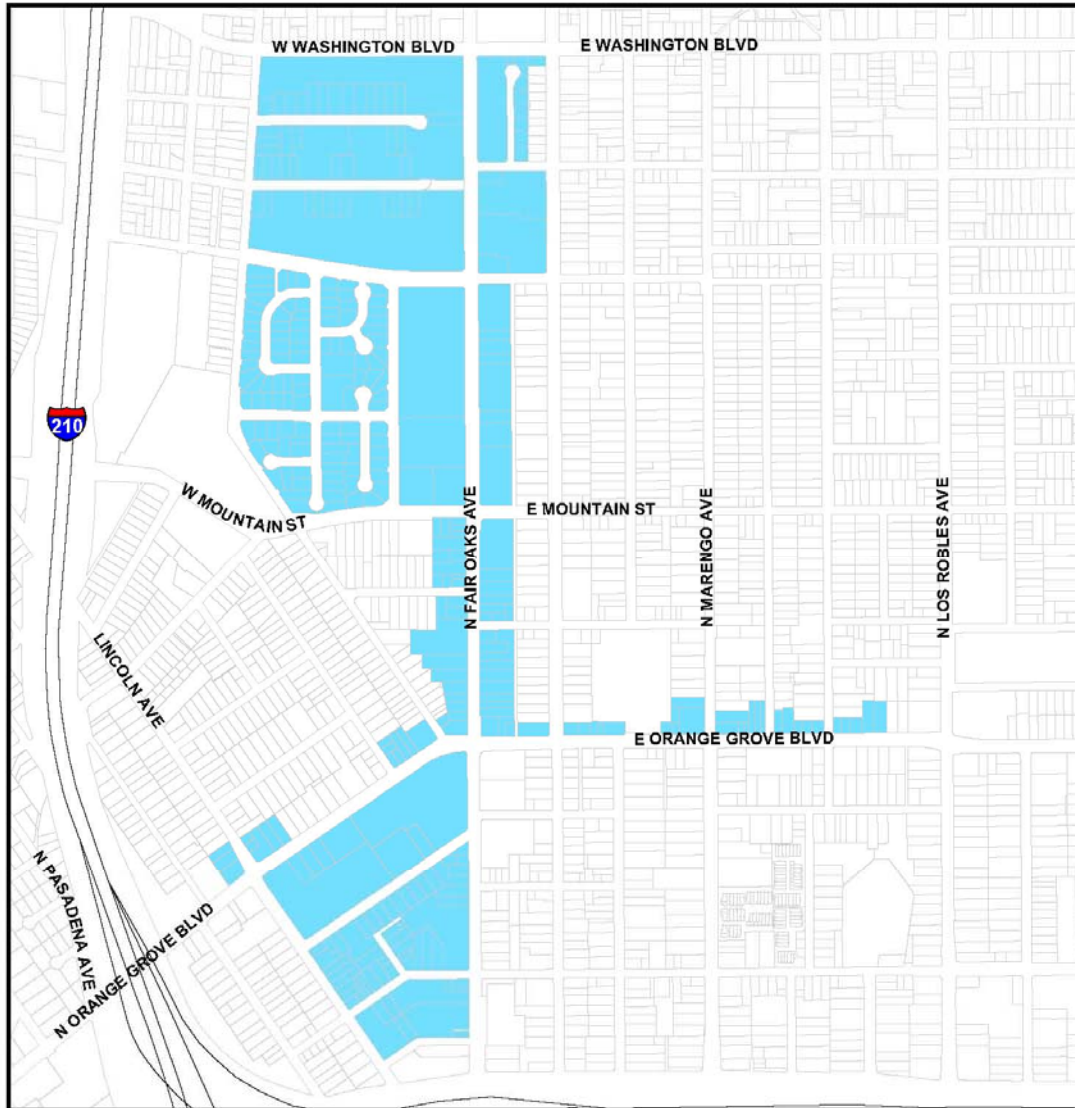 W WASHINGTON BLVD
E WASHINGTON BLVD
210
W MOUNTAIN ST
E MOUNTAIN ST
N FAIR OAKS AVE
N MARENGO AVE
N LOS ROBLES AVE
LINCOLN AVE
E ORANGE GROVE BLVD
N PASADENA AVE
N ORANGE GROVE BLVD